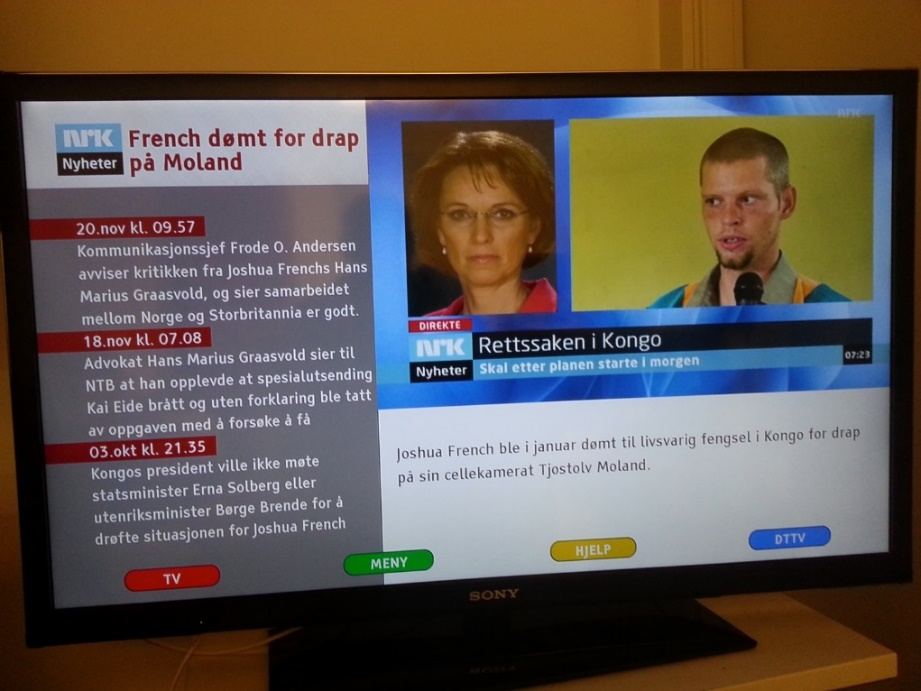 NRK
Nyheter
French dømt for drap
på Moland
20.nov kl. 09.57
Kommunikasjonssjef Frode O. Andersen
avviser kritikken fra Joshua Frenchs Hans
Marius Graasvold, og sier samarbeidet
mellom Norge og Storbritannia er godt.
18.nov kl. 07.08
Advokat Hans Marius Graasvold sier til
NTB at han opplevde at spesialutsending
Kai Eide brått og uten forklaring ble tatt
av oppgaven med å forsøke å få
03.okt kl. 21.35
Kongos president ville ikke møte
statsminister Erna Solberg eller
utenriksminister Børge Brende for å
drøfte situasjonen for Joshua French
NRK
DIREKTE
NRK
Nyheter
Rettssaken i Kongo
Skal etter planen starte i morgen
07:23
Joshua French ble i januar dømt til livsvarig fengsel i Kongo for drap
på sin cellekamerat Tjostolv Moland.
TV
MENY
HJELP
DTTV
SONY